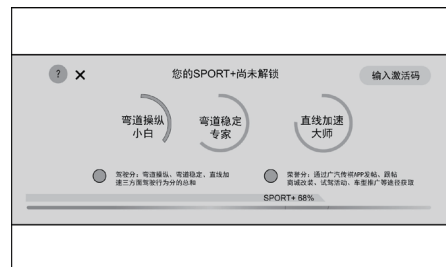 ? ×
您的SPORT+尚未解锁
输入激活码
弯道操纵
小白
弯道稳定
专家
直线加速
大师
驾驶分：弯道操纵、弯道稳定、直线加
速三方面驾驶行为分的总和
荣誉分：通过广汽传祺APP发帖、跟帖
商城改装、试驾活动、车型推广等途径获取
SPORT+ 68%